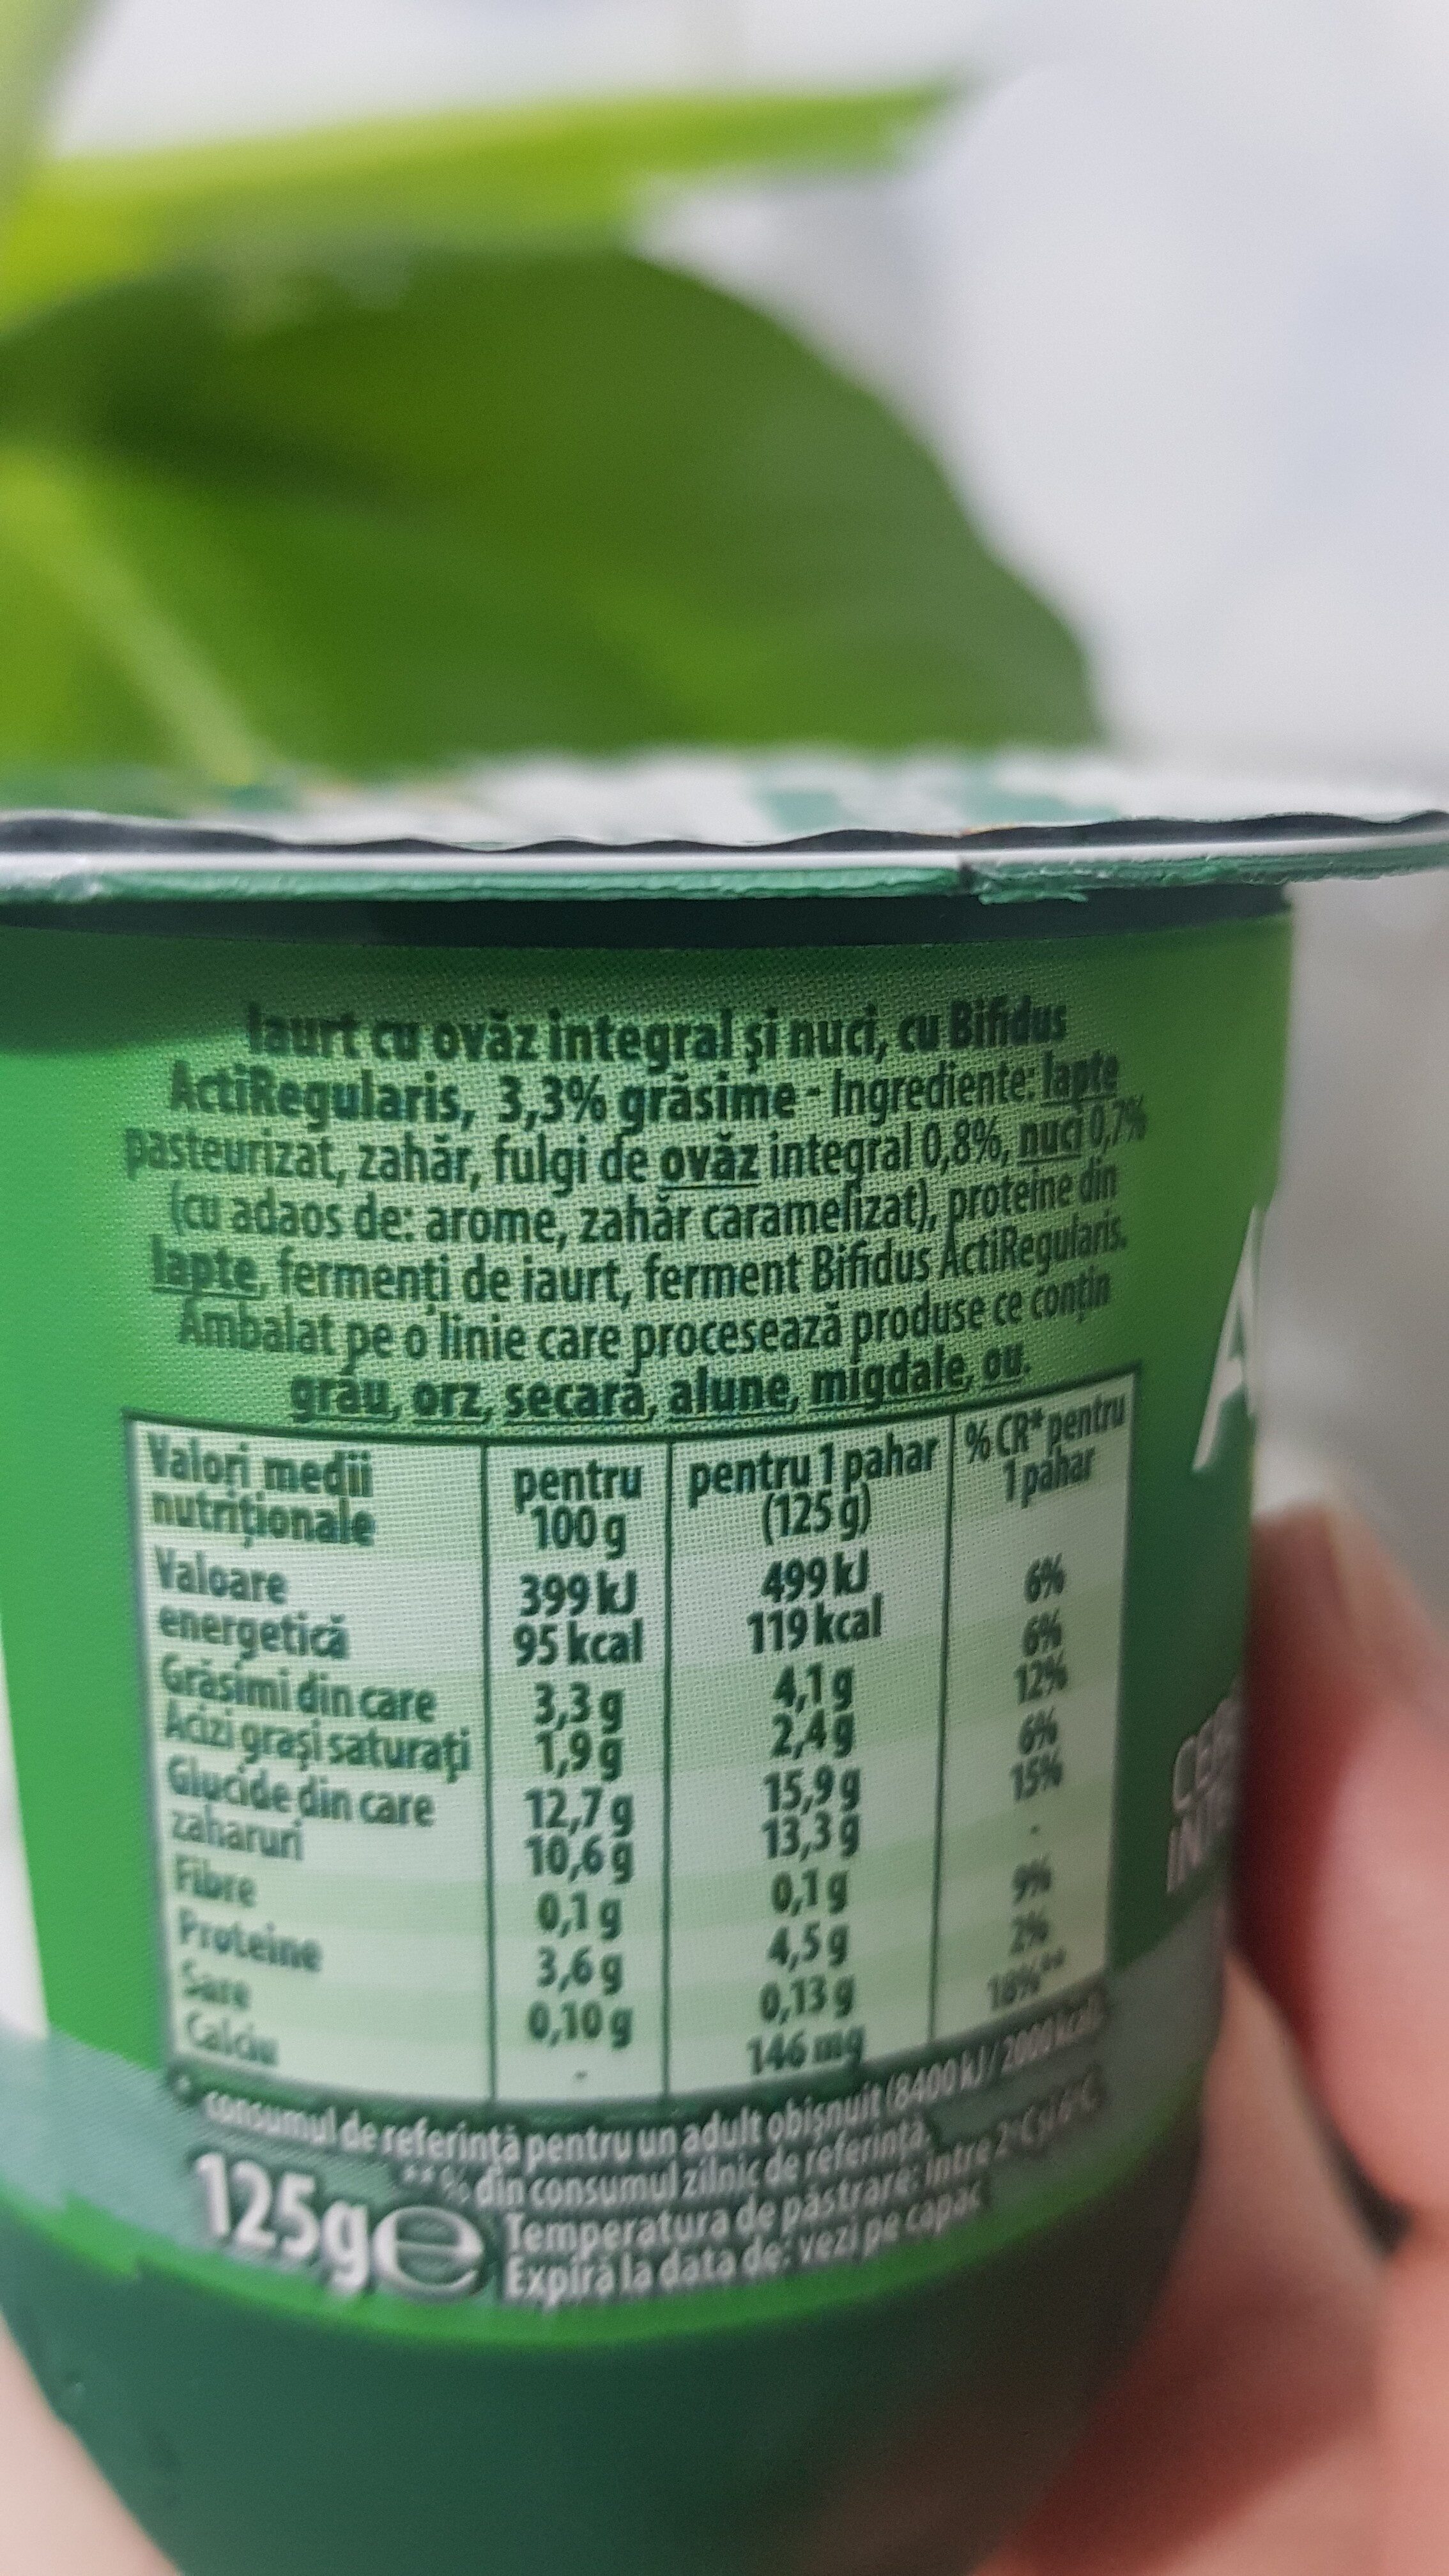 Iaurt cu ovăz integral și nuci, cu Bifidus
ActiRegularis, 3,3% grăsime - Ingrediente: lapte
pasteurizat, zahăr, fulgi de ovăz integral 0,8%, nuci 0,7%
(cu adaos de: arome, zahăr caramelizat), proteine din
lapte, fermenți de iaurt, ferment Bifidus ActiRegularis.
Ambalat pe o linie care procesează produse ce conțin
grâu, orz, secară, alune, migdale, ou.
Valori medii nutriționale pentru 100 g pentru 1 pahar (125 g) % CR* pentru 1 pahar
Valoare energetică 399 kJ 499 kJ 6%
95 kcal 119 kcal
Grăsimi din care 3,3 g 4,1 g 6%
Acizi grași saturați 1,9 g 2,4 g 12%
Glucide din care 12,7 g 15,9 g 6%
zaharuri 10,6 g 13,3 g 15%
Fibre 0,1 g 0,1 g -
Proteine 3,6 g 4,5 g 9%
Sare 0,10 g 0,13 g 2%
Calciu - 146 mg 18%**
* consumul de referință pentru un adult obișnuit (8400 kJ / 2000 kcal)
**% din consumul zilnic de referință.
Temperatura de păstrare: între 2°C și 6°C.
Expiră la data de: vezi pe capac
125g℮
A